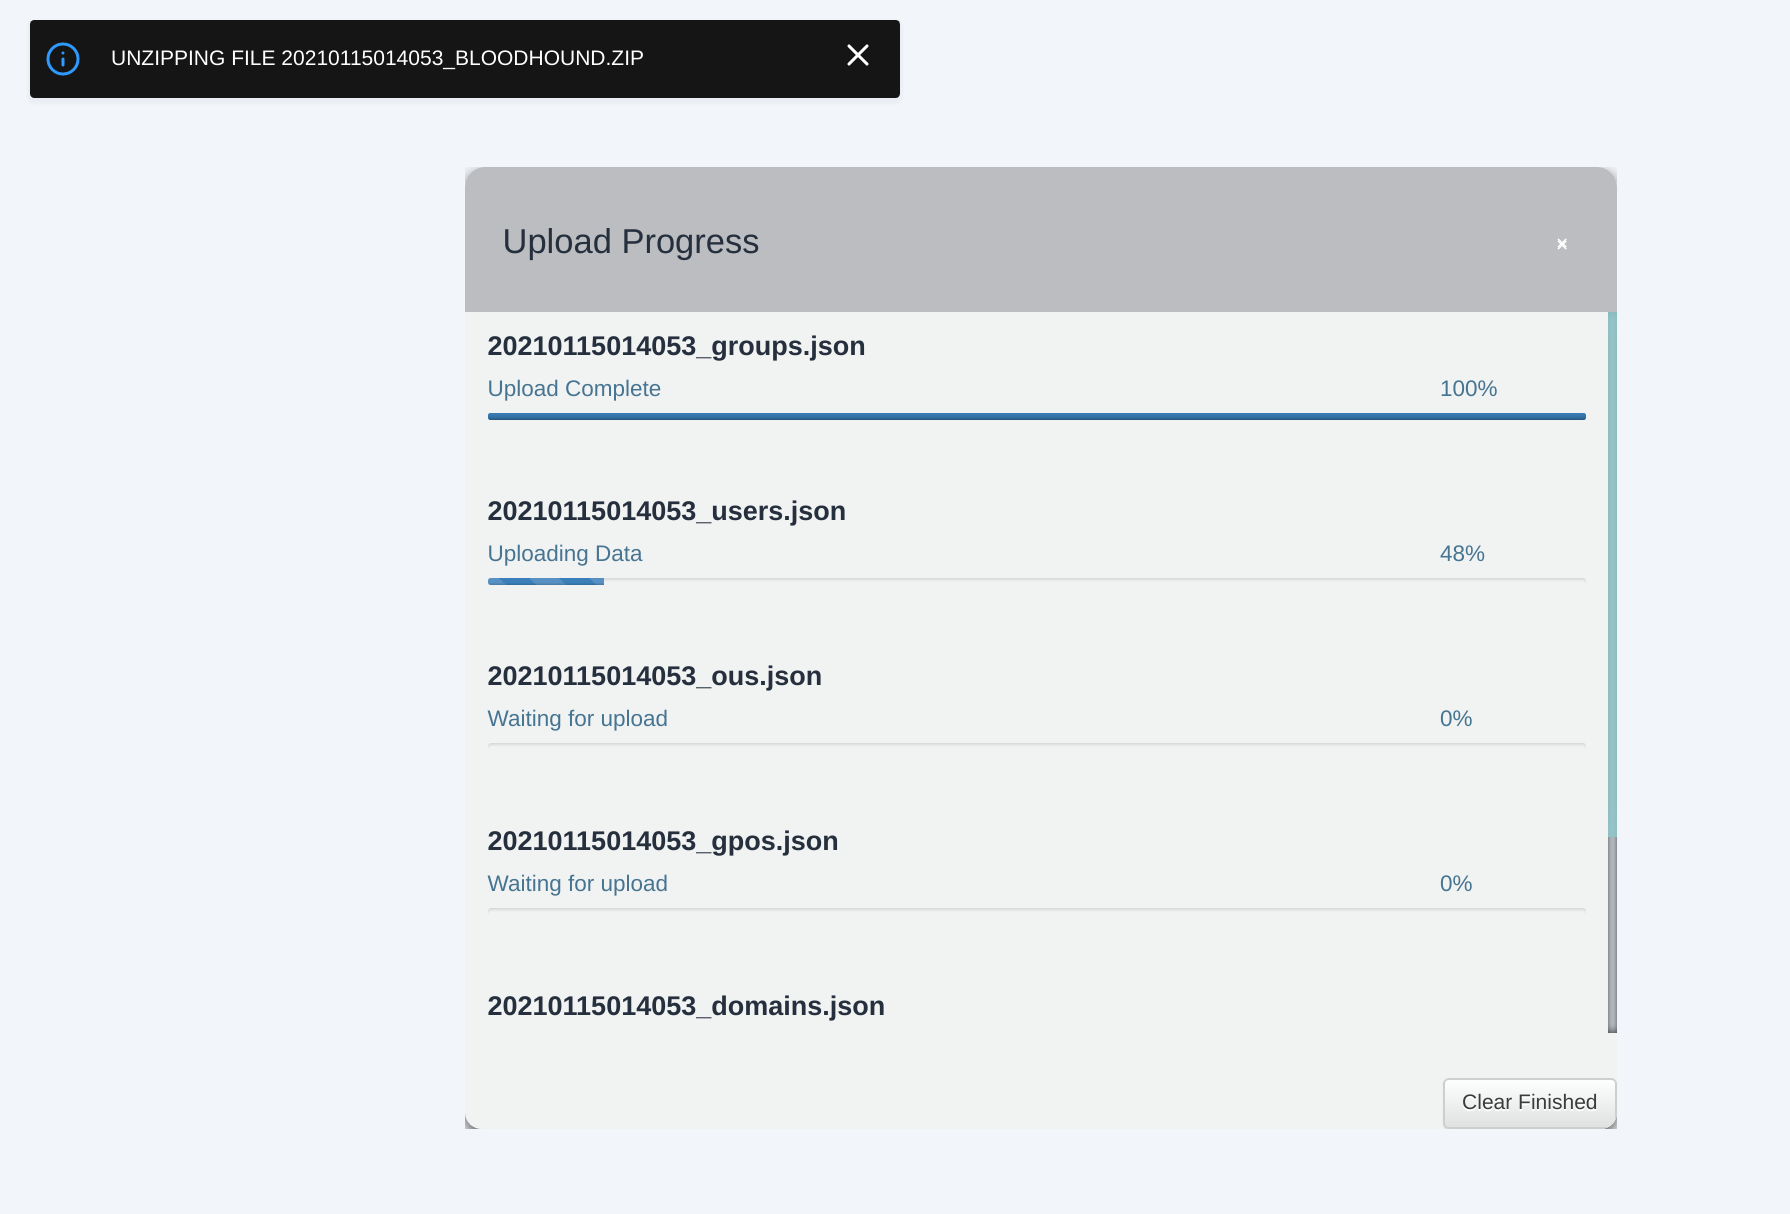 UNZIPPING FILE 20210115014053_BLOODHOUND.ZIP
Upload Progress
20210115014053_groups.json
Upload Complete 100%
20210115014053_users.json
Uploading Data 48%
20210115014053_ous.json
Waiting for upload 0%
20210115014053_gpos.json
Waiting for upload 0%
20210115014053_domains.json
Clear Finished